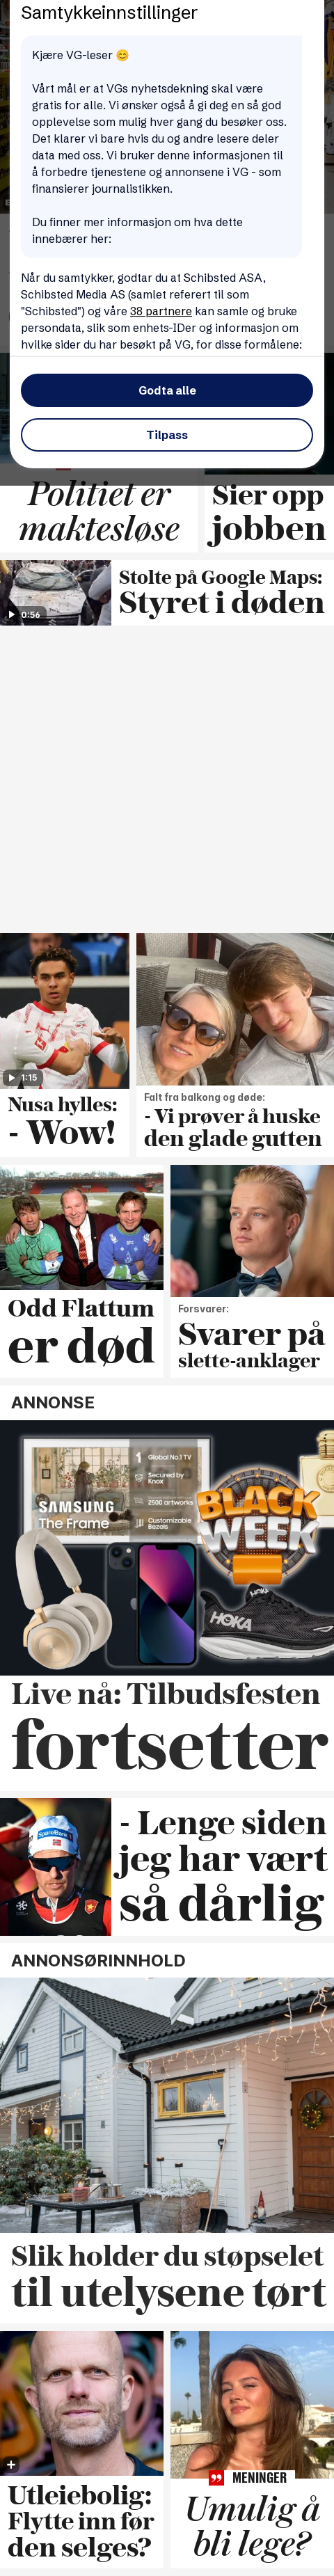 Samtykkeinnstillinger
Kjære VG-leser 😊
Vårt mål er at VGs nyhetsdekning skal være
gratis for alle. Vi ønsker også å gi deg en så god
opplevelse som mulig hver gang du besøker oss.
Det klarer vi bare hvis du og andre lesere deler
data med oss. Vi bruker denne informasjonen til
å forbedre tjenestene og annonsene i VG - som
finansierer journalistikken.
Du finner mer informasjon om hva dette
innebærer her:
Når du samtykker, godtar du at Schibsted ASA,
Schibsted Media AS (samlet referert til som
"Schibsted") og våre 38 partnere kan samle og bruke
persondata, slik som enhets-IDer og informasjon om
hvilke sider du har besøkt på VG, for disse formålene:
Godta alle
Tilpass
Politiet er
maktesløse
Sier opp
jobben
0:56
Stolte på Google Maps:
Styret i døden
1:15
Nusa hylles:
- Wow!
Falt fra balkong og døde:
- Vi prøver å huske
den glade gutten
Odd Flattum
er død
Forsvarer:
Svarer på
slette-anklager
ANNONSE
SAMSUNG
The Frame
1 Global No.1 TV
Secured by
Knox
2500 artworks
Customizable
Bezels
BLACK
WEEK
HOKA
Live nå: Tilbudsfesten
fortsetter
SpareBank 1
- Lenge siden
jeg har vært
så dårlig
ANNONSØRINNHOLD
Slik holder du støpselet
til utelysene tørt
Utleiebolig:
Flytte inn før
den selges?
MENINGER
Umulig å
bli lege?